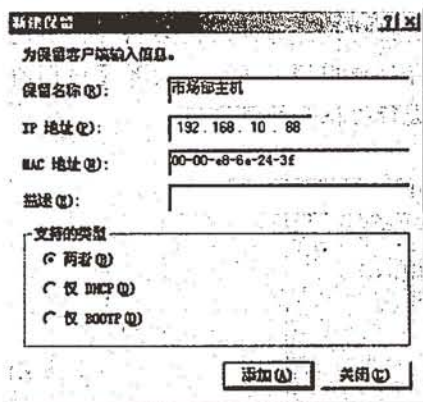 新建保留
为保留客户端输入信息。
保留名称(R): 市场部主机
IP 地址(P): 192 . 168 . 10 . 88
MAC 地址(M): 00-00-e8-6e-24-3f
描述(E):
支持的类型
两者(B)
仅 DHCP(D)
仅 BOOTP(O)
添加(A) 关闭(C)